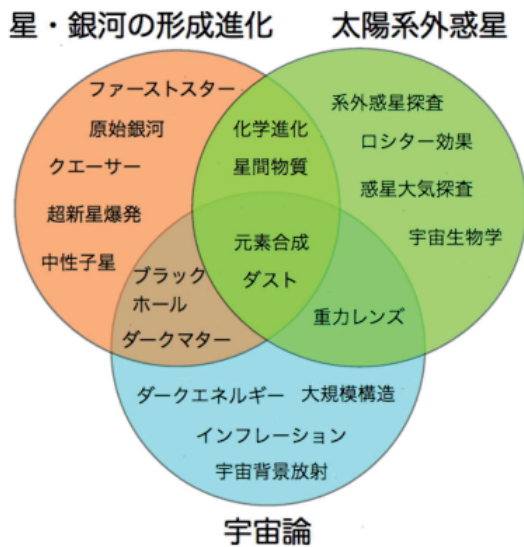 星・銀河の形成進化
太陽系外惑星
ファーストスター
原始銀河
クエーサー
超新星爆発
中性子星
化学進化
星間物質
系外惑星探査
ロシター効果
惑星大気探査
宇宙生物学
元素合成
ダスト
ブラック
ホール
ダークマター
重力レンズ
ダークエネルギー
大規模構造
インフレーション
宇宙背景放射
宇宙論